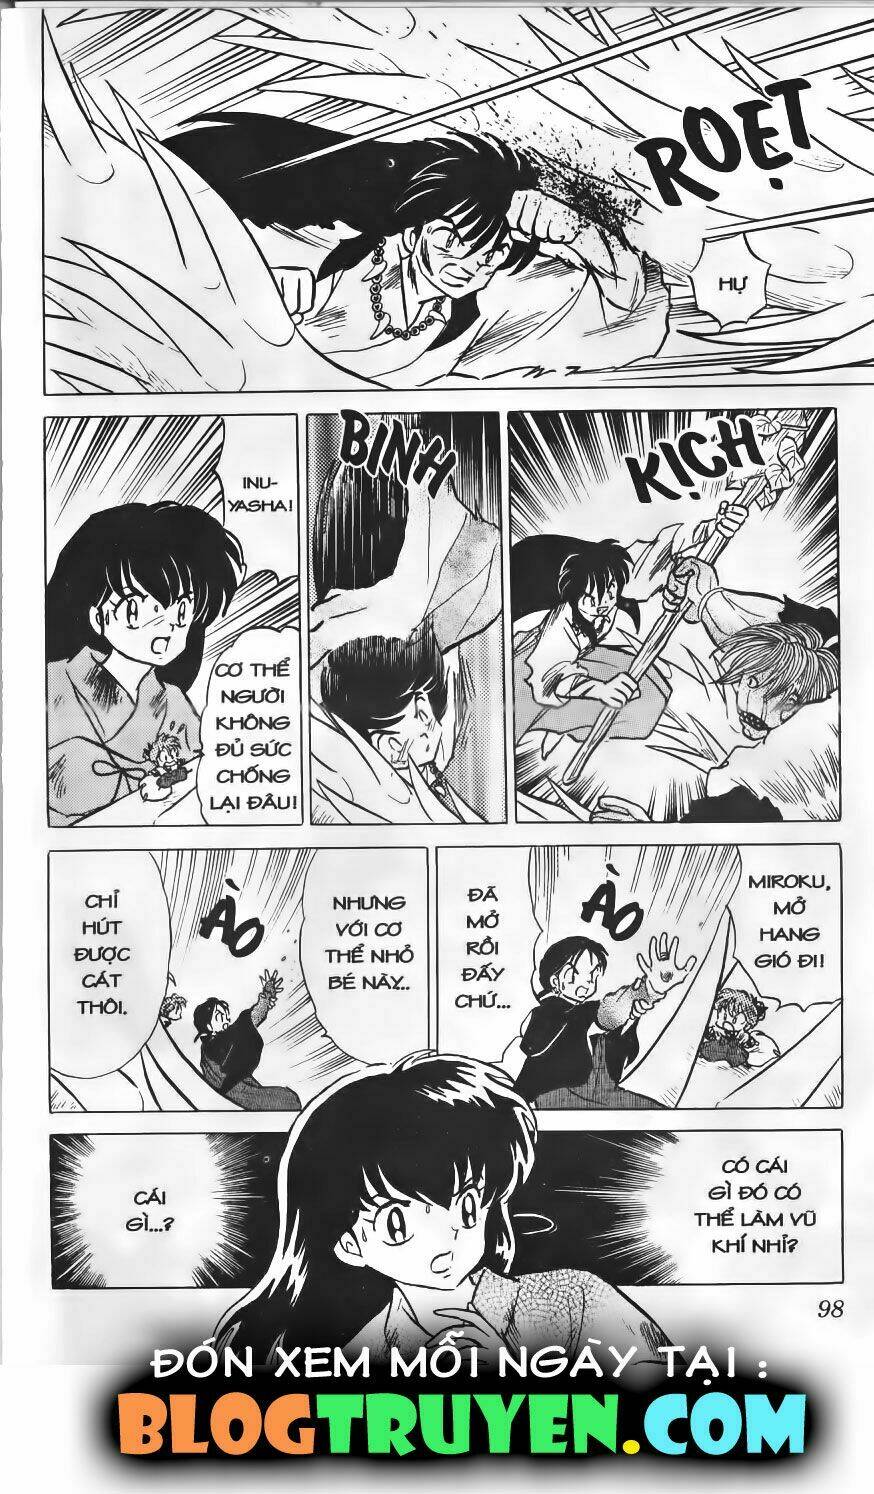 ROẸT
HỰ
KỊCH
BINH
INU-
YASHA!
CƠ THỂ
NGƯỜI
KHÔNG
ĐỦ SỨC
CHỐNG
LẠI ĐÂU!
MIROKU,
MỞ
HANG
GIÓ ĐI!
ÀO
ĐÃ
MỞ
RỒI
ĐẤY
CHỨ...
NHƯNG
VỚI CƠ
THỂ NHỎ
BÉ NÀY..
ÀO
CHỈ
HÚT
ĐƯỢC
CÁT
THÔI.
CÓ CÁI
GÌ ĐÓ CÓ
THỂ LÀM VŨ
KHÍ NHỈ?
CÁI
GÌ...?
98
ĐÓN XEM MỖI NGÀY TẠI :
BLOGTRUYEN.COM